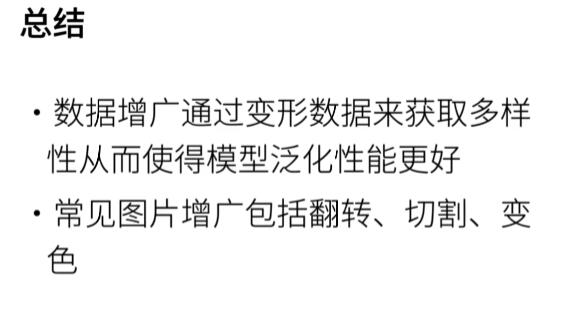 总结
• 数据增广通过变形数据来获取多样
性从而使得模型泛化性能更好
• 常见图片增广包括翻转、切割、变
色